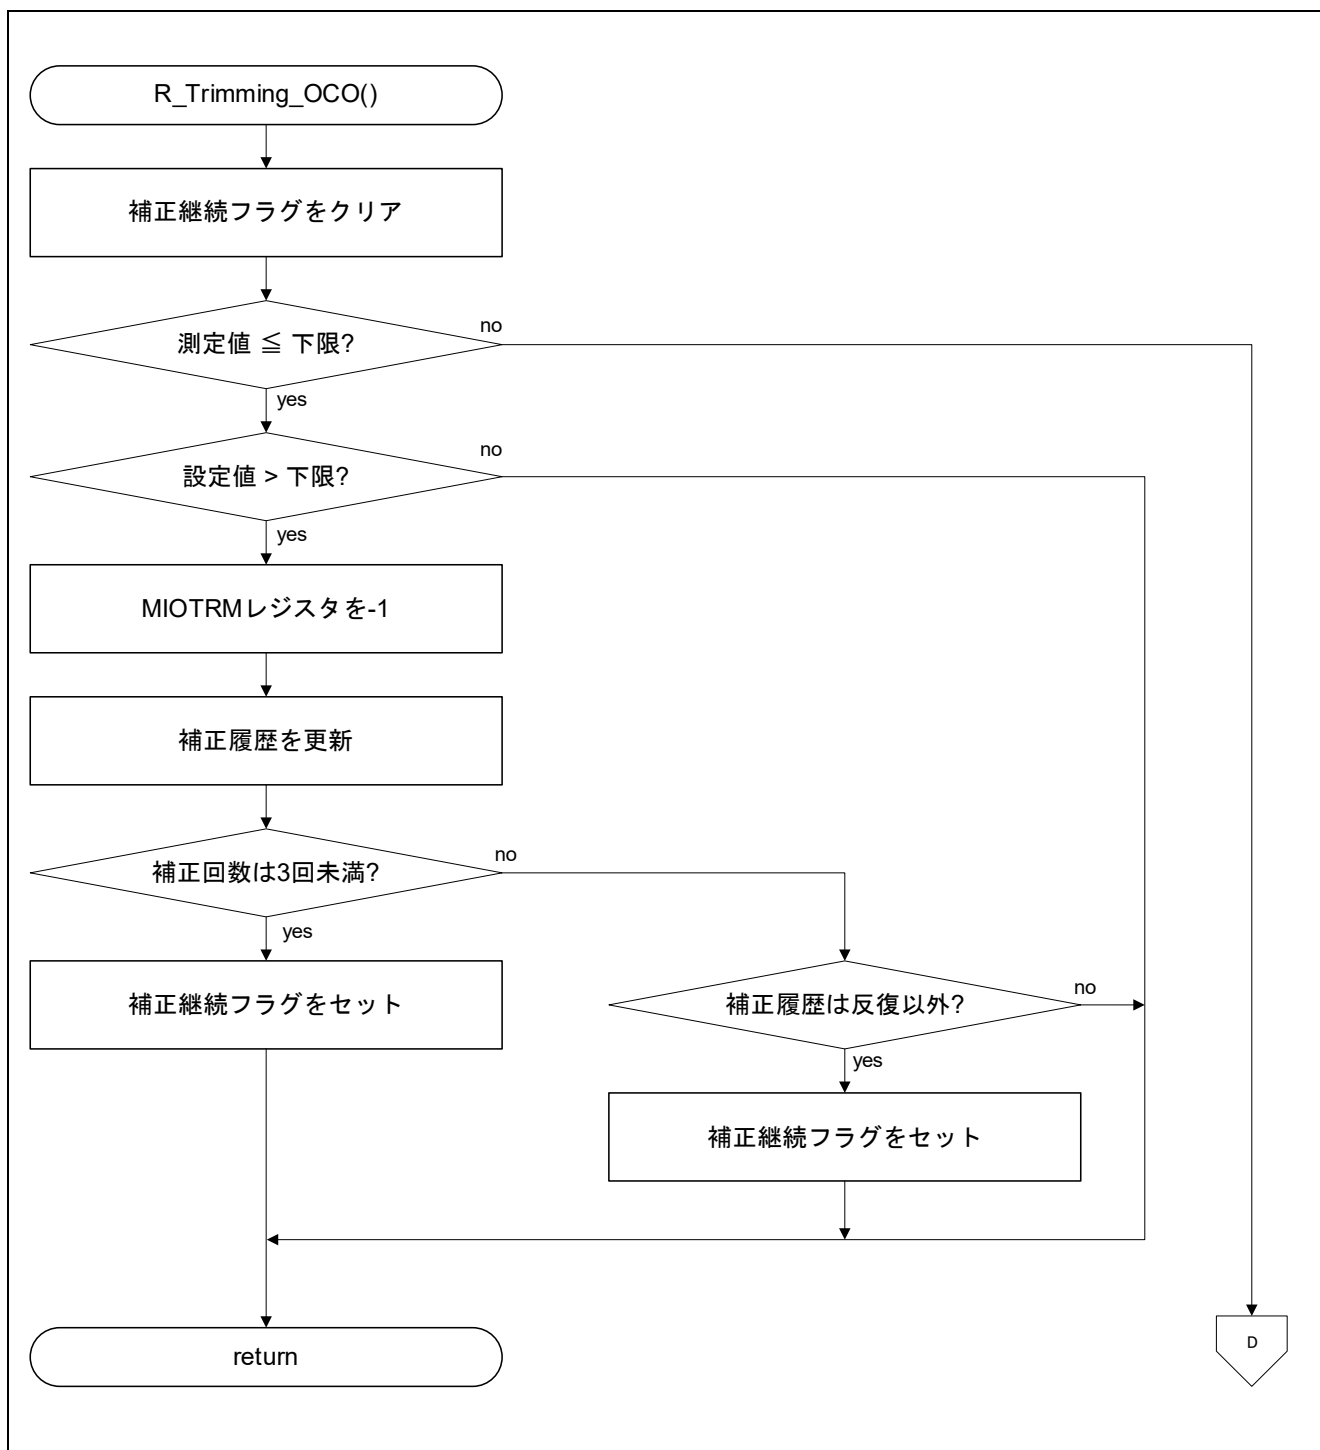 R_Trimming_OCO()
補正継続フラグをクリア
測定値 ≦ 下限?
no
yes
設定値 > 下限?
no
yes
MIOTRMレジスタを-1
補正履歴を更新
補正回数は3回未満?
no
yes
補正継続フラグをセット
補正履歴は反復以外?
no
yes
補正継続フラグをセット
return
D